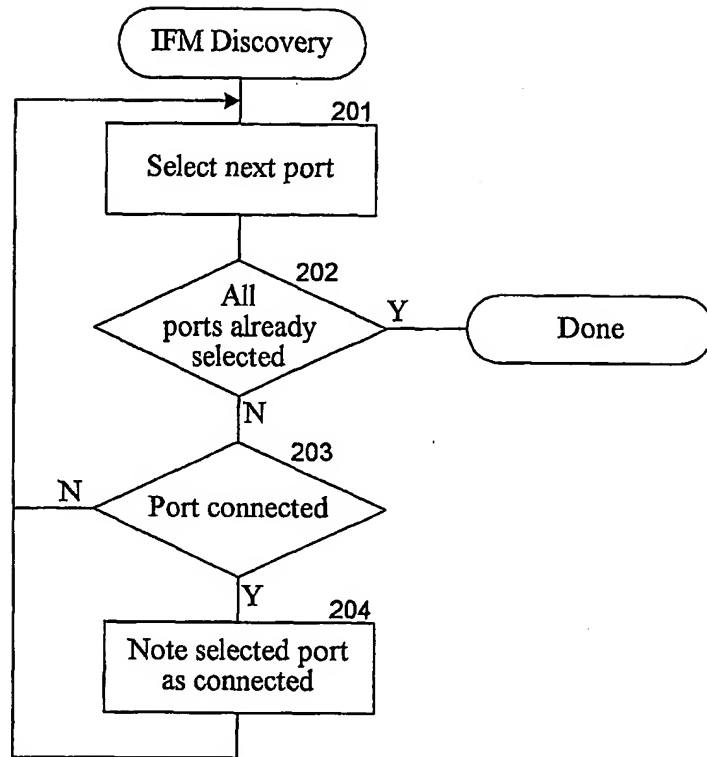 IFM Discovery
201
Select next port
202
All
ports already
selected
Y
Done
N
203
N
Port connected
Y
204
Note selected port
as connected